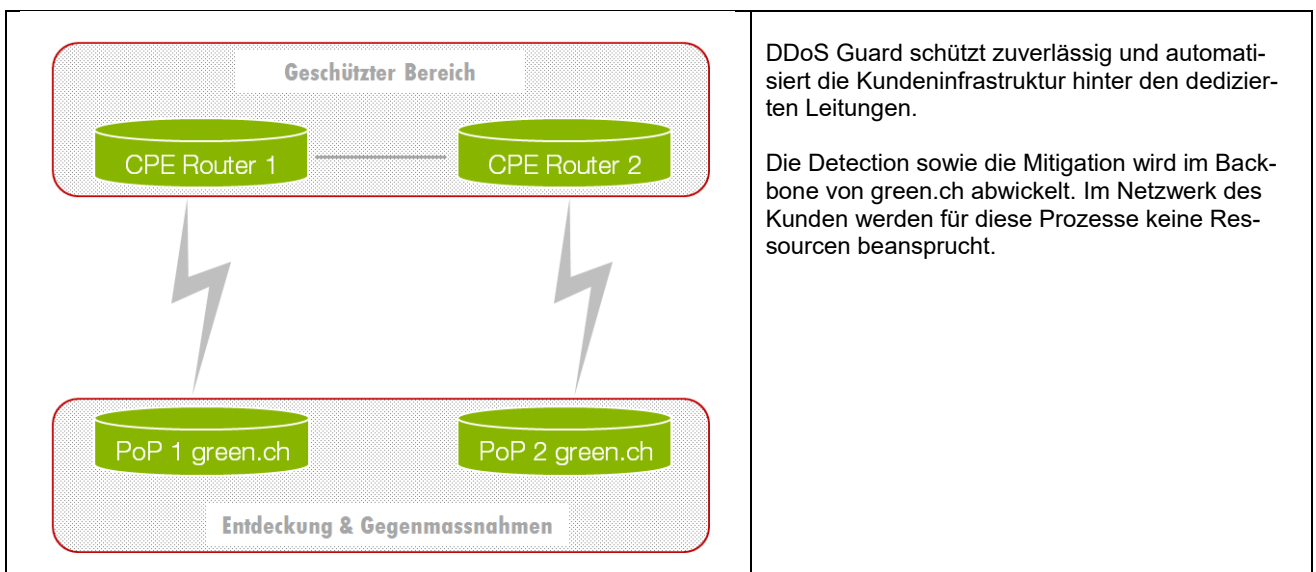 Geschützter Bereich
CPE Router 1
CPE Router 2
PoP 1 green.ch
PoP 2 green.ch
Entdeckung & Gegenmassnahmen
DDoS Guard schützt zuverlässig und automati-
siert die Kundeninfrastruktur hinter den dedizier-
ten Leitungen.
Die Detection sowie die Mitigation wird im Back-
bone von green.ch abwickelt. Im Netzwerk des
Kunden werden für diese Prozesse keine Res-
sourcen beansprucht.